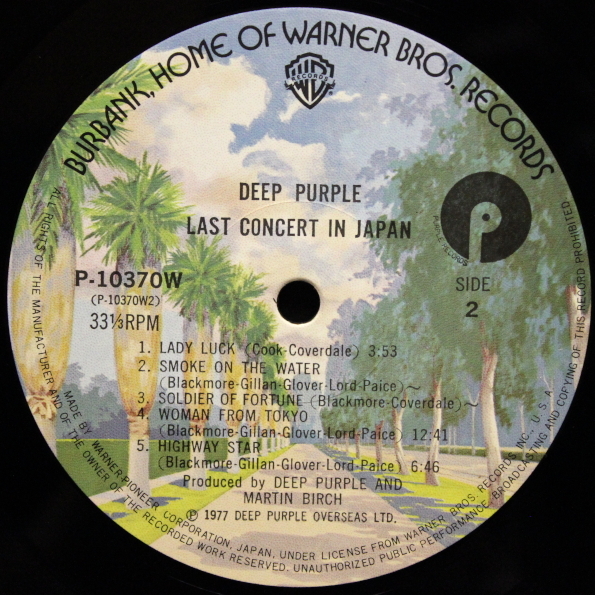 BURBANK, HOME OF WARNER BROS. RECORDS
RECORDS
WB
DEEP PURPLE
LAST CONCERT IN JAPAN
PURPLE RECORDS
P-10370W
(P-10370W2)
33⅓RPM
SIDE
2
1. LADY LUCK (Cook-Coverdale) 3:53
2. SMOKE ON THE WATER
(Blackmore-Gillan-Glover-Lord-Paice)~
3. SOLDIER OF FORTUNE (Blackmore-Coverdale)~
4. WOMAN FROM TOKYO
(Blackmore-Gillan-Glover-Lord-Paice) 12:41
5. HIGHWAY STAR
(Blackmore-Gillan-Glover-Lord-Paice) 6:46
Produced by DEEP PURPLE AND
MARTIN BIRCH
℗ 1977 DEEP PURPLE OVERSEAS LTD.
MADE BY WARNER-PIONEER CORPORATION, JAPAN, UNDER LICENSE FROM WARNER BROS. RECORDS INC., U.S.A.
ALL RIGHTS OF THE MANUFACTURER AND OF THE OWNER OF THE RECORDED WORK RESERVED. UNAUTHORIZED PUBLIC PERFORMANCE, BROADCASTING AND COPYING OF THIS RECORD PROHIBITED